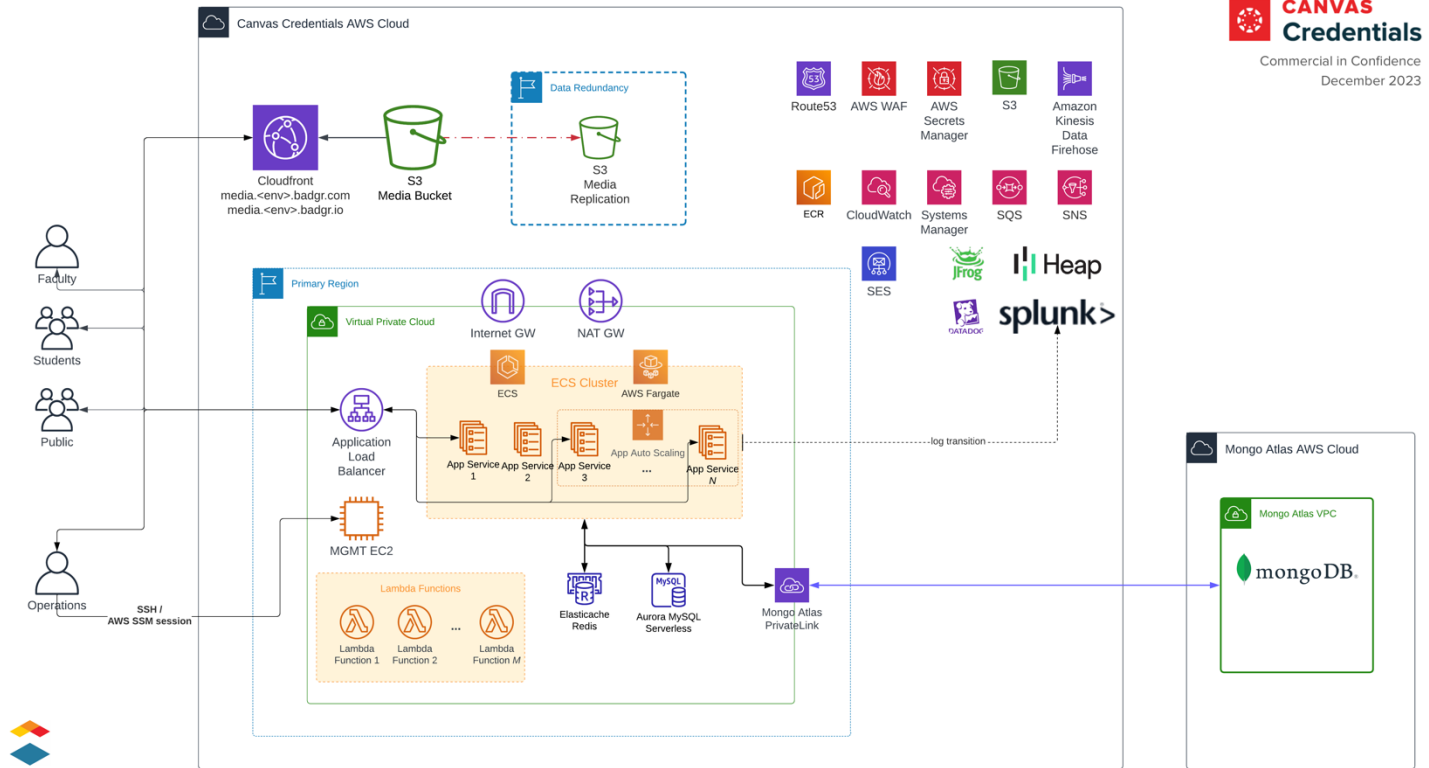 Canvas Credentials AWS Cloud
CANVAS
Credentials
Commercial in Confidence
December 2023
Data Redundancy
Cloudfront
media.<env>.badgr.com
media.<env>.badgr.io
S3
Media Bucket
S3
Media
Replication
53
Route53
AWS WAF
AWS
Secrets
Manager
S3
Amazon
Kinesis
Data
Firehose
ECR
CloudWatch
Systems
Manager
SQS
SNS
SES
JFrog
Heap
DATADOG
splunk>
Faculty
Students
Public
Operations
SSH /
AWS SSM session
Primary Region
Virtual Private Cloud
Internet GW
NAT GW
ECS Cluster
ECS
AWS Fargate
Application
Load
Balancer
App Service
1
App Service
2
App Service
3
App Auto Scaling
...
App Service
N
log transition
MGMT EC2
Lambda Functions
Lambda
Function 1
Lambda
Function 2
...
Lambda
Function M
R
Elasticache
Redis
MySQL
Aurora MySQL
Serverless
Mongo Atlas
PrivateLink
Mongo Atlas AWS Cloud
Mongo Atlas VPC
mongoDB.